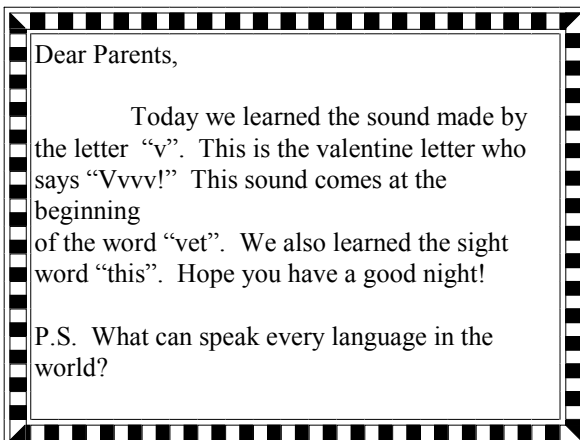 Dear Parents,
Today we learned the sound made by
the letter “v”. This is the valentine letter who
says “Vvvv!” This sound comes at the
beginning
of the word “vet”. We also learned the sight
word “this”. Hope you have a good night!
P.S. What can speak every language in the
world?